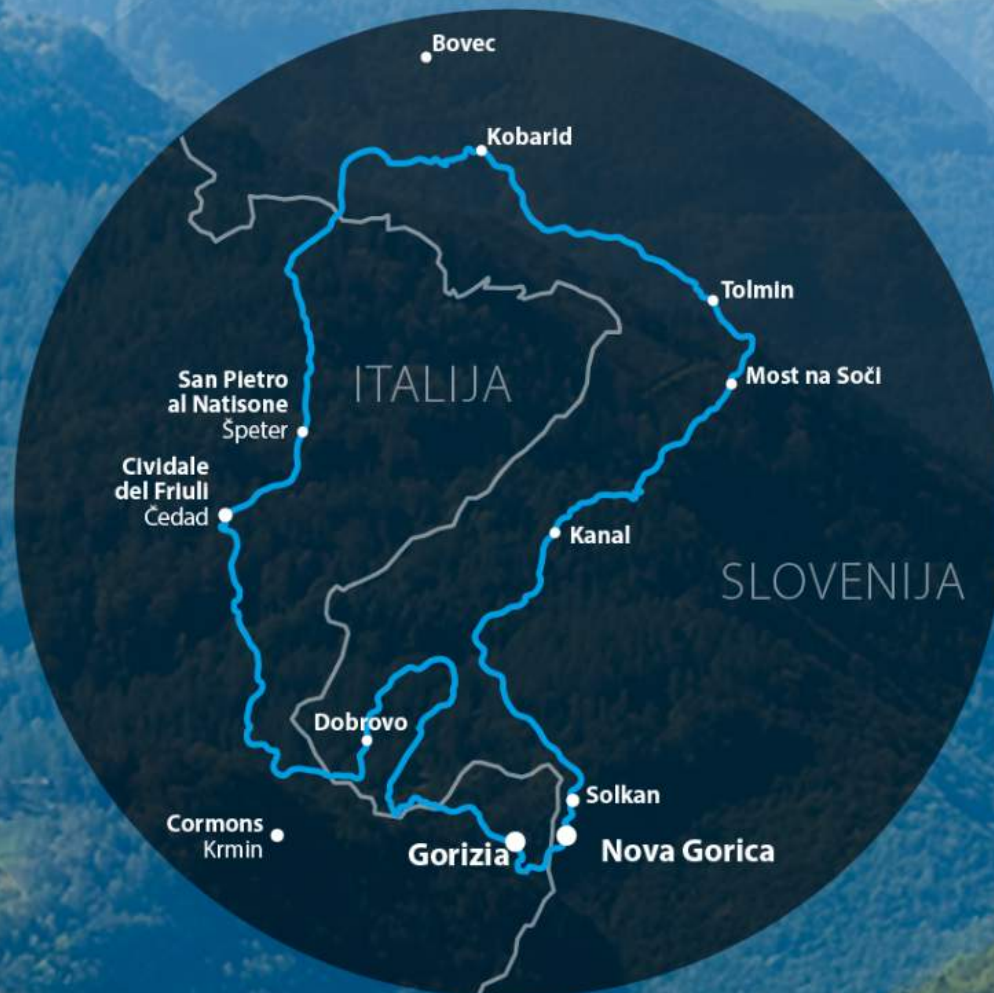 Bovec
Kobarid
Tolmin
Most na Soči
ITALIJA
San Pietro
al Natisone
Špeter
Cividale
del Friuli
Čedad
Kanal
SLOVENIJA
Dobrovo
Solkan
Cormons
Krmin
Gorizia
Nova Gorica